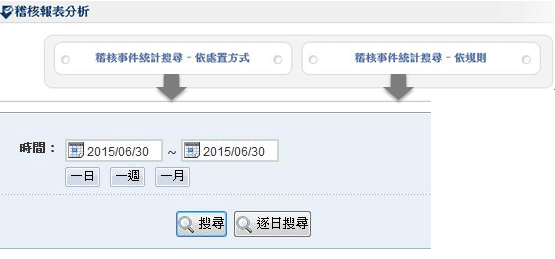 稽核報表分析
稽核事件統計搜尋 - 依處置方式 稽核事件統計搜尋 - 依規則
時間： 2015/06/30 ~ 2015/06/30
一日 一週 一月
搜尋 逐日搜尋